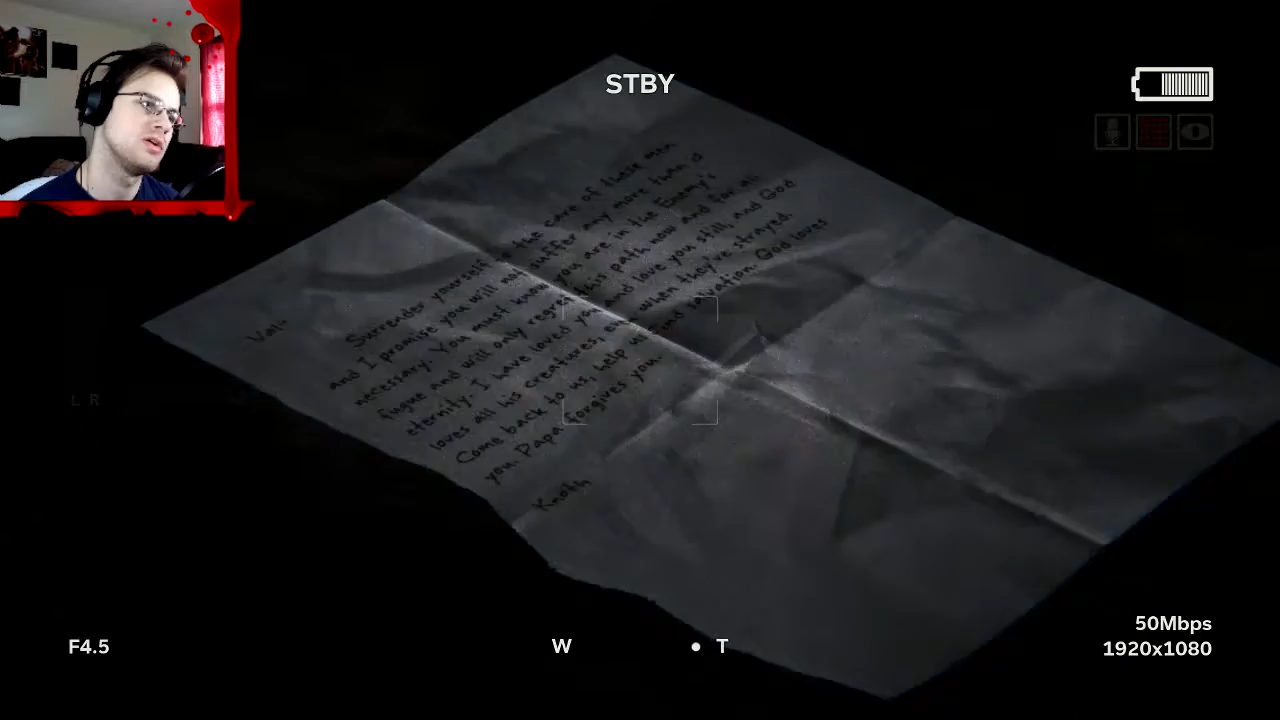 STBY
Val.
Surrender yourself to the care of these men
and I promise you will not suffer any more than is
necessary. You must know you are in the Enemy's
fugue and will only regret this path now and for all
eternity. I have loved you and love you still, and God
loves all his creatures, even when they've strayed.
Come back to us, help us find salvation. God loves
you. Papa forgives you.
Knoth
L R
F4.5
W
T
50Mbps
1920x1080